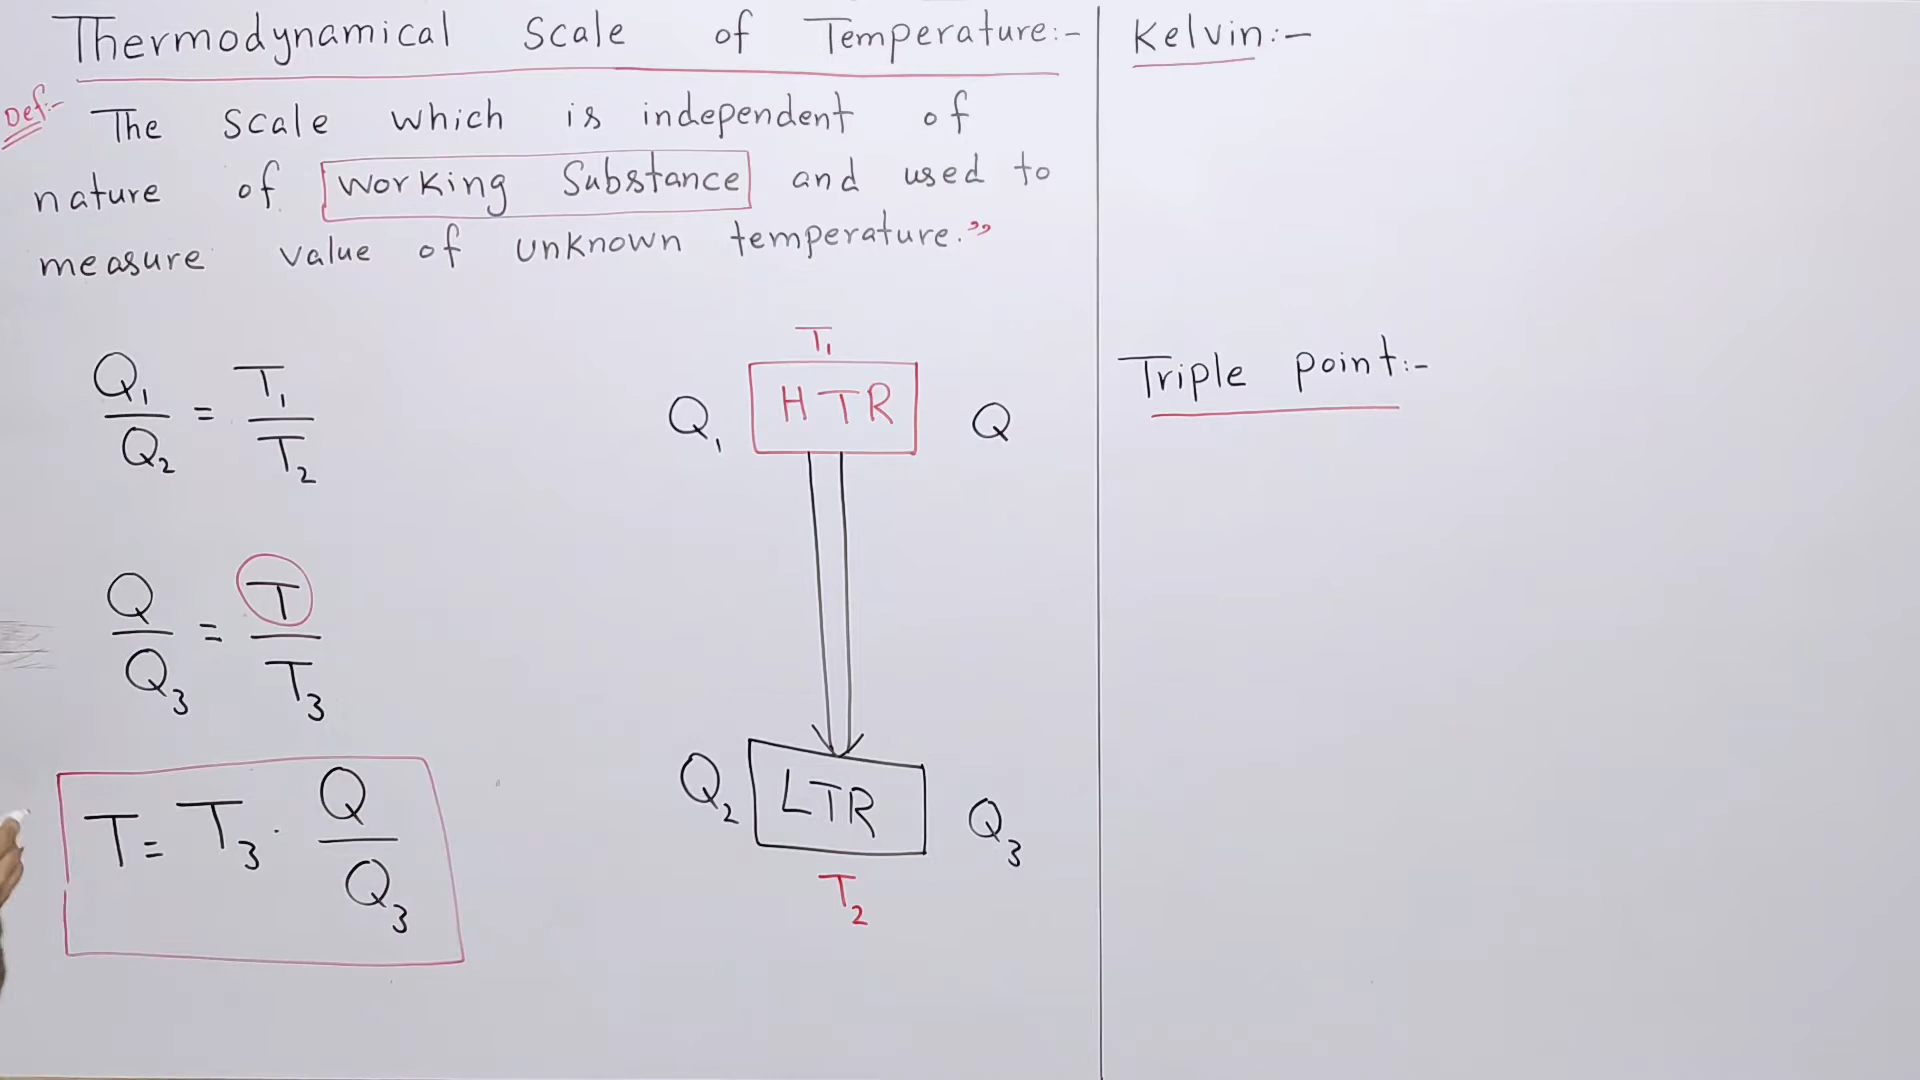 Thermodynamical Scale of Temperature:-
Def:-
The Scale which is independent of
nature of working Substance and used to
measure value of unknown temperature.”
Q₁/Q₂ = T₁/T₂
Q/Q₃ = T/T₃
T = T₃ . Q/Q₃
T₁
Q₁ HTR Q
Q₂ LTR Q₃
T₂
Kelvin:-
Triple point:-